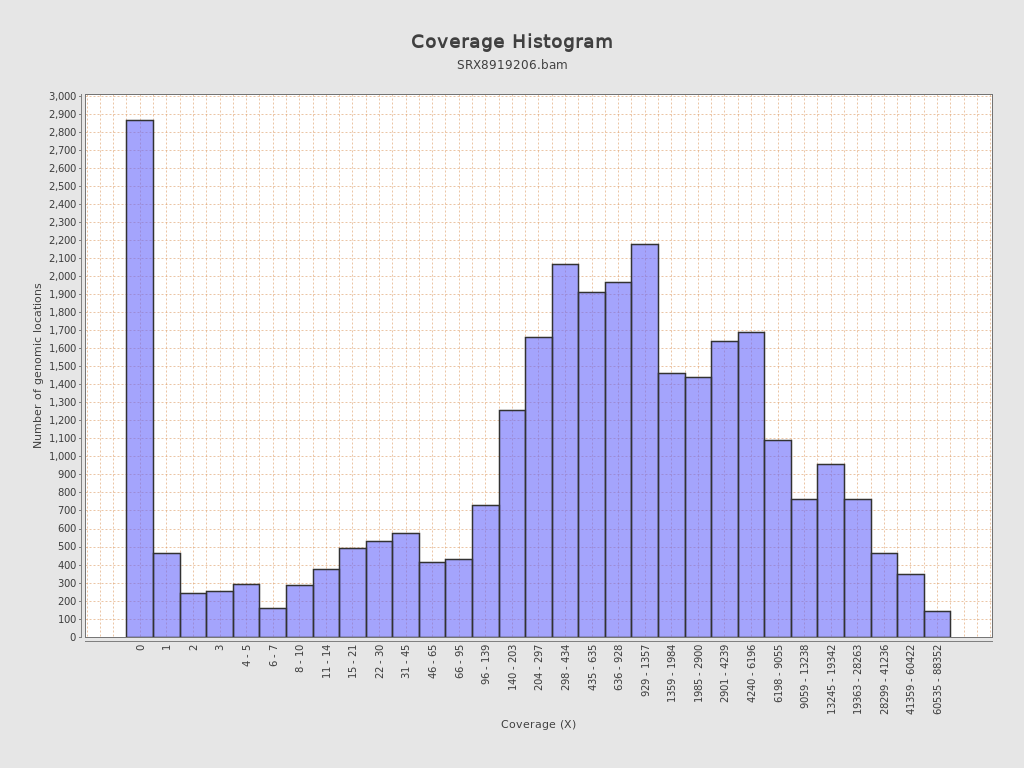 Coverage Histogram
SRX8919206.bam
Number of genomic locations
3,000
2,900
2,800
2,700
2,600
2,500
2,400
2,300
2,200
2,100
2,000
1,900
1,800
1,700
1,600
1,500
1,400
1,300
1,200
1,100
1,000
900
800
700
600
500
400
300
200
100
0
0
1
2
3
4 - 5
6 - 7
8 - 10
11 - 14
15 - 21
22 - 30
31 - 45
46 - 65
66 - 95
96 - 139
140 - 203
204 - 297
298 - 434
435 - 635
636 - 928
929 - 1357
1359 - 1984
1985 - 2900
2901 - 4239
4240 - 6196
6198 - 9055
9059 - 13238
13245 - 19342
19363 - 28263
28299 - 41236
41359 - 60422
60535 - 88352
Coverage (X)